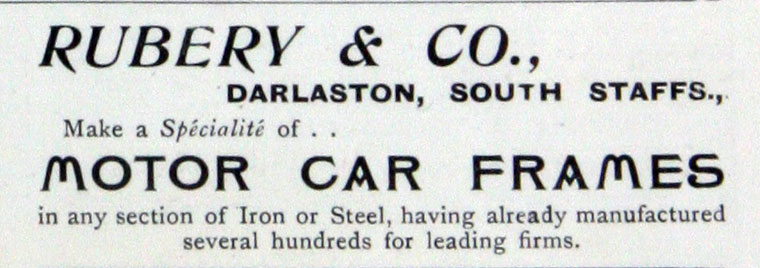 RUBERY & CO.,
DARLASTON, SOUTH STAFFS.,
Make a Spécialité of . .
MOTOR CAR FRAMES
in any section of Iron or Steel, having already manufactured
several hundreds for leading firms.